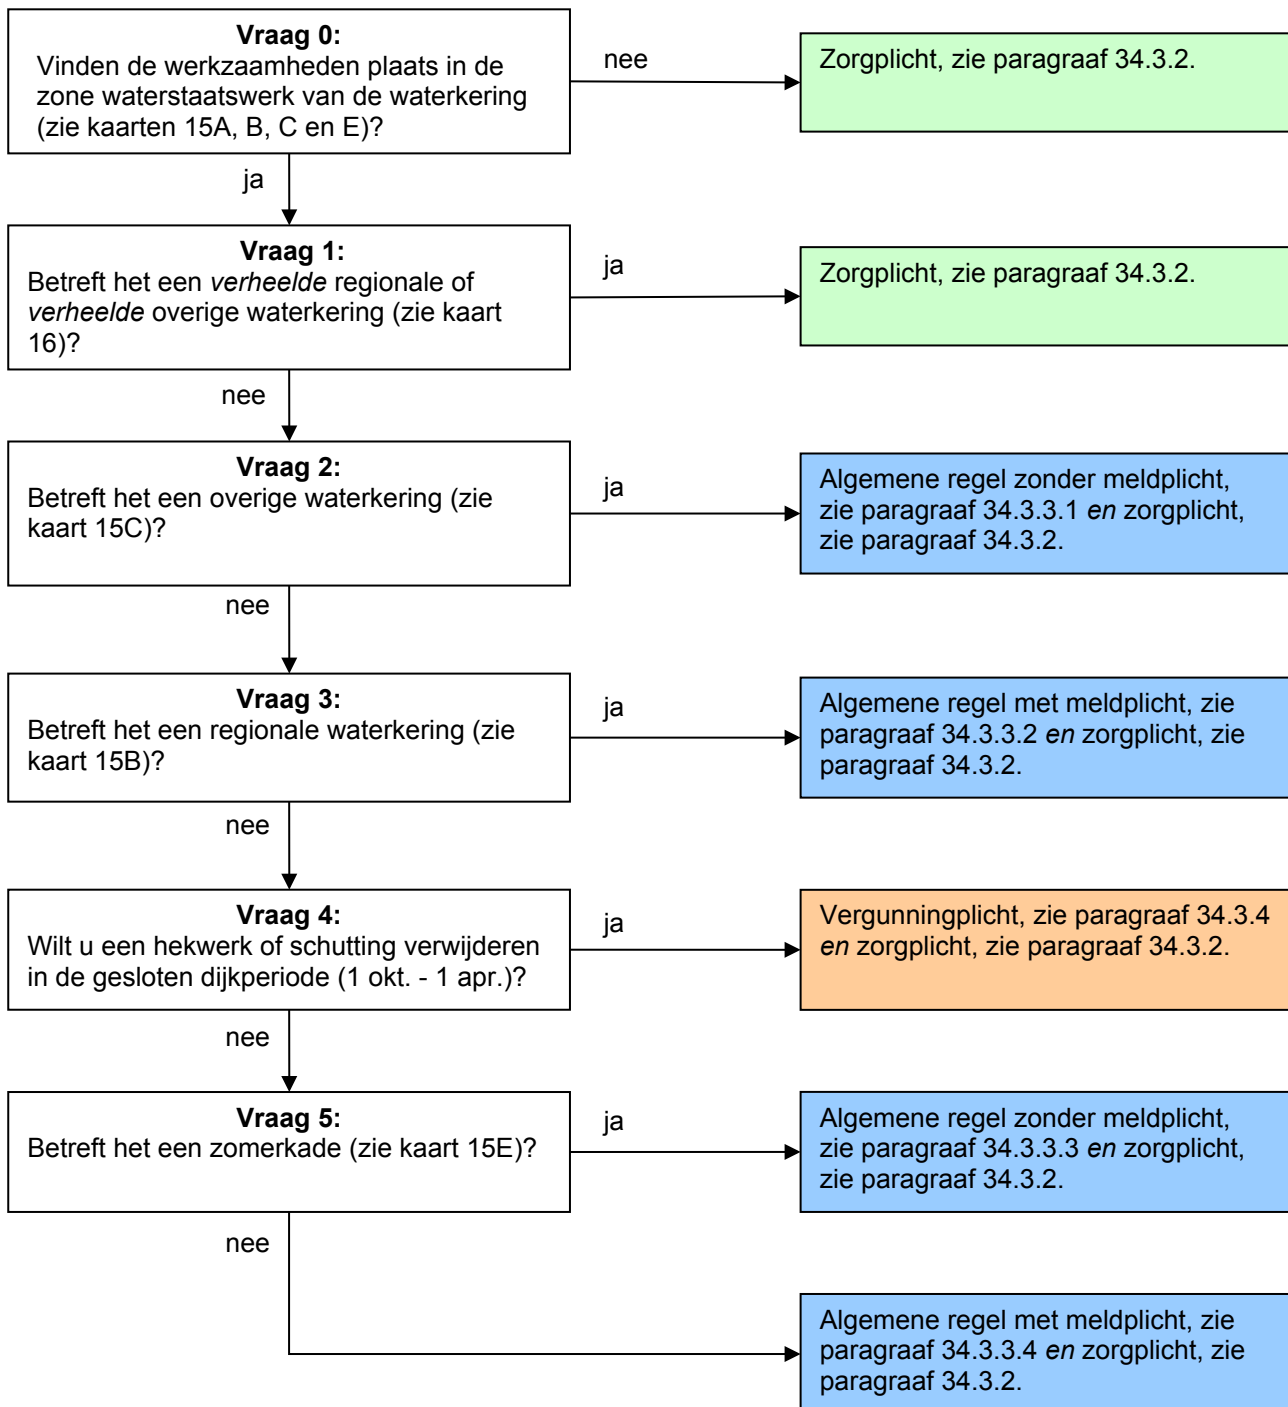 Vraag 0:
Vinden de werkzaamheden plaats in de
zone waterstaatswerk van de waterkering
(zie kaarten 15A, B, C en E)?
nee
Zorgplicht, zie paragraaf 34.3.2.
ja
Vraag 1:
Betreft het een verheelde regionale of
verheelde overige waterkering (zie kaart
16)?
ja
Zorgplicht, zie paragraaf 34.3.2.
nee
Vraag 2:
Betreft het een overige waterkering (zie
kaart 15C)?
ja
Algemene regel zonder meldplicht,
zie paragraaf 34.3.3.1 en zorgplicht,
zie paragraaf 34.3.2.
nee
Vraag 3:
Betreft het een regionale waterkering (zie
kaart 15B)?
ja
Algemene regel met meldplicht, zie
paragraaf 34.3.3.2 en zorgplicht, zie
paragraaf 34.3.2.
nee
Vraag 4:
Wilt u een hekwerk of schutting verwijderen
in de gesloten dijkperiode (1 okt. - 1 apr.)?
ja
Vergunningplicht, zie paragraaf 34.3.4
en zorgplicht, zie paragraaf 34.3.2.
nee
Vraag 5:
Betreft het een zomerkade (zie kaart 15E)?
ja
Algemene regel zonder meldplicht,
zie paragraaf 34.3.3.3 en zorgplicht,
zie paragraaf 34.3.2.
nee
Algemene regel met meldplicht, zie
paragraaf 34.3.3.4 en zorgplicht, zie
paragraaf 34.3.2.